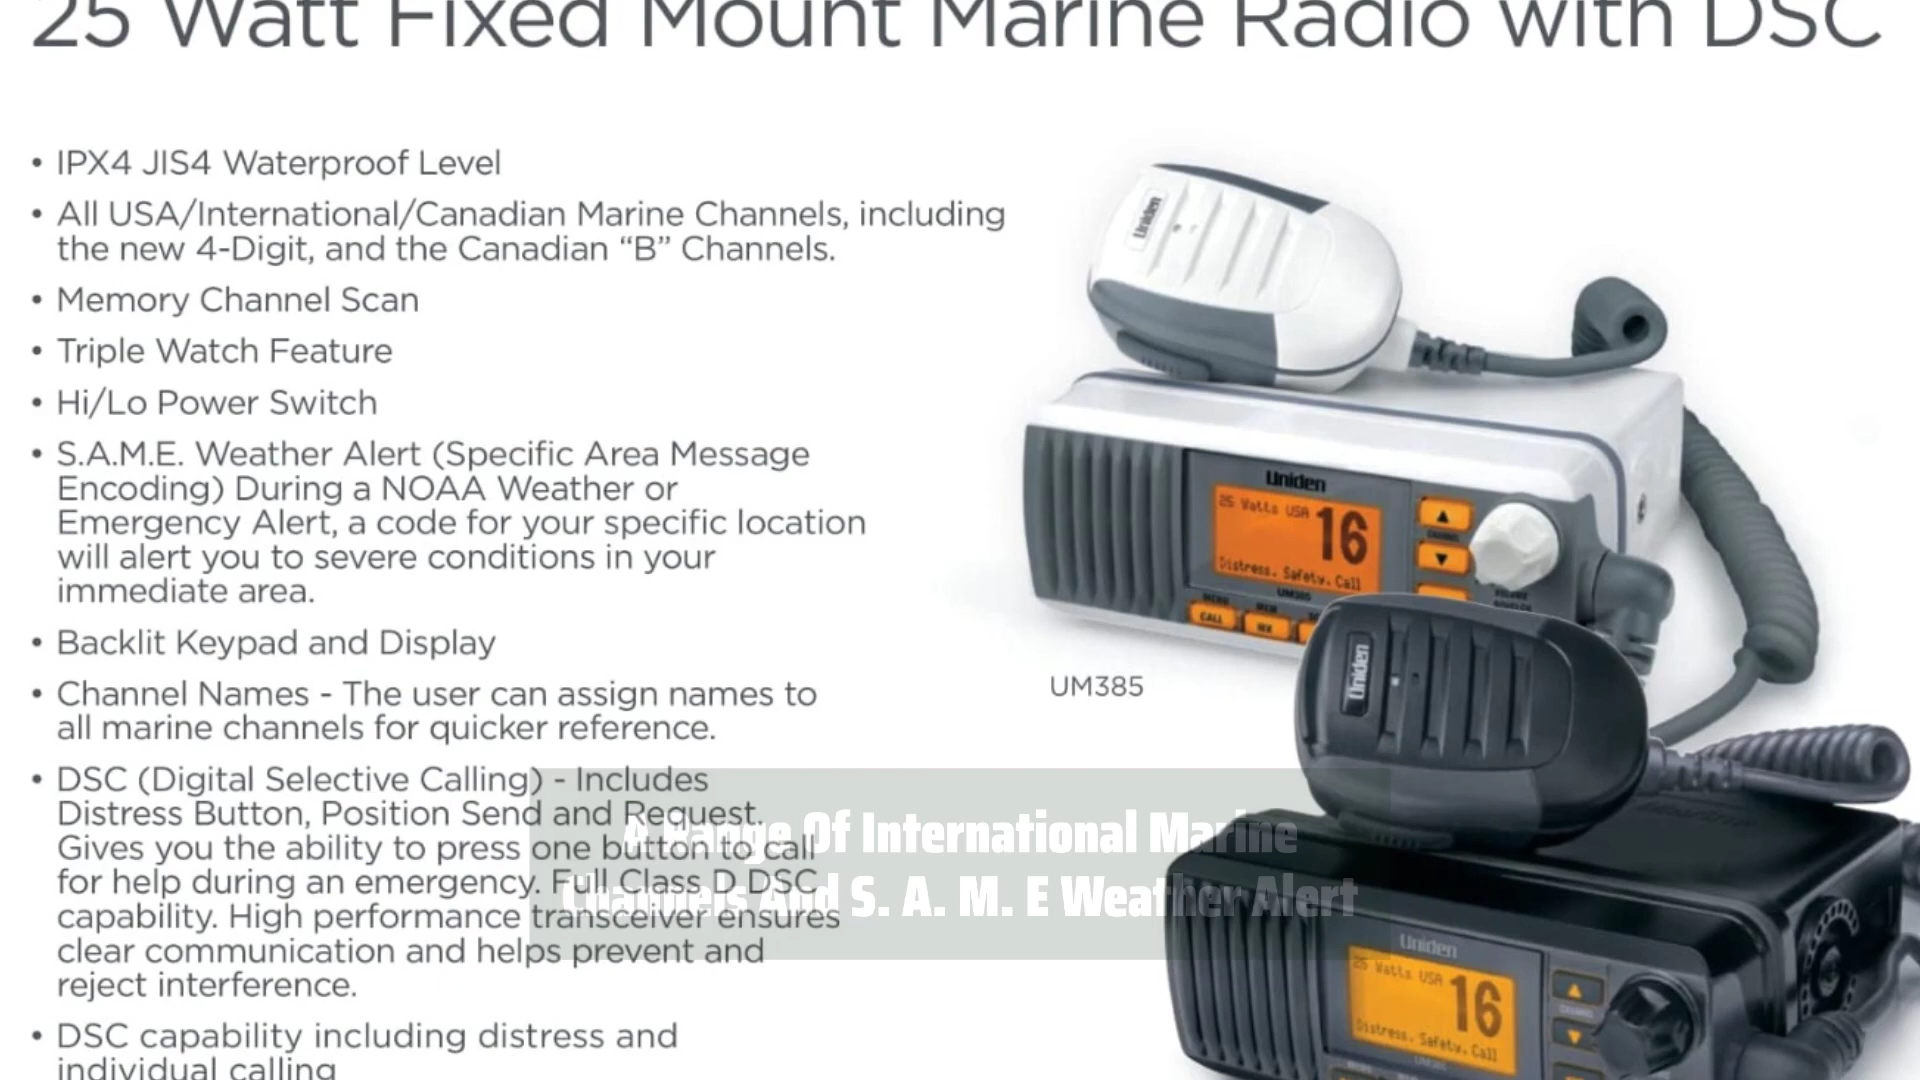 25 Watt Fixed Mount Marine Radio with DSC
• IPX4 JIS4 Waterproof Level
• All USA/International/Canadian Marine Channels, including
the new 4-Digit, and the Canadian “B” Channels.
• Memory Channel Scan
• Triple Watch Feature
• Hi/Lo Power Switch
• S.A.M.E. Weather Alert (Specific Area Message
Encoding) During a NOAA Weather or
Emergency Alert, a code for your specific location
will alert you to severe conditions in your
immediate area.
• Backlit Keypad and Display
• Channel Names - The user can assign names to
all marine channels for quicker reference.
• DSC (Digital Selective Calling) - Includes
Distress Button, Position Send and Request.
Gives you the ability to press one button to call
for help during an emergency. Full Class D DSC
capability. High performance transceiver ensures
clear communication and helps prevent and
reject interference.
• DSC capability including distress and
individual calling
Uniden
Uniden
25 Watts USA 16
Distress, Safety, Call
UM385
MENU
CALL
MEM
WX
CHANNEL
UM385
Uniden
Uniden
25 Watts USA 16
Distress, Safety, Call
A Range Of International Marine
Channels And S. A. M. E Weather Alert